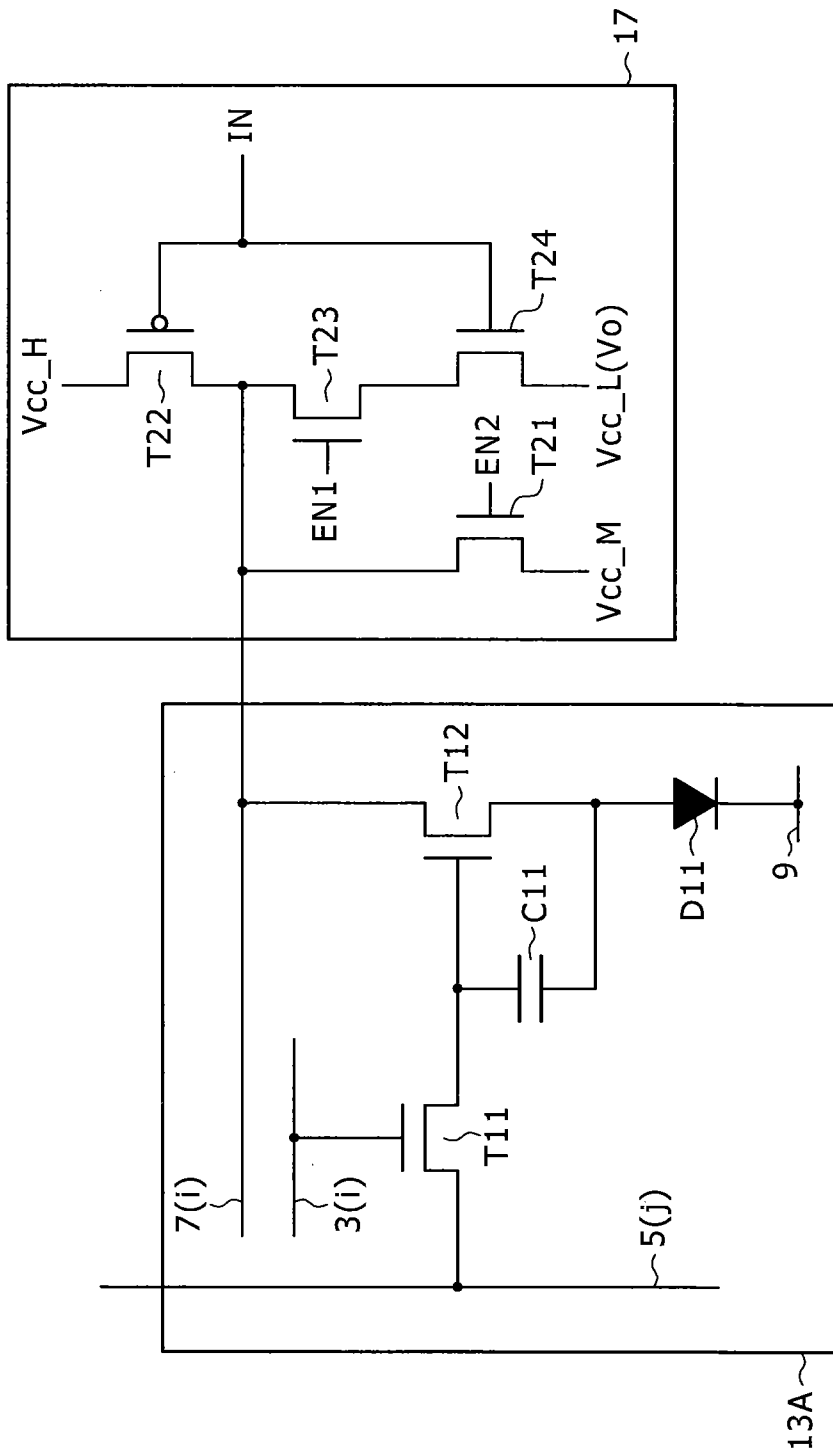 17
IN
Vcc_H
T22
T23
EN1
T24
EN2
T21
Vcc_M
Vcc_L(Vo)
7(i)
3(i)
5(j)
T11
T12
C11
D11
9
13A